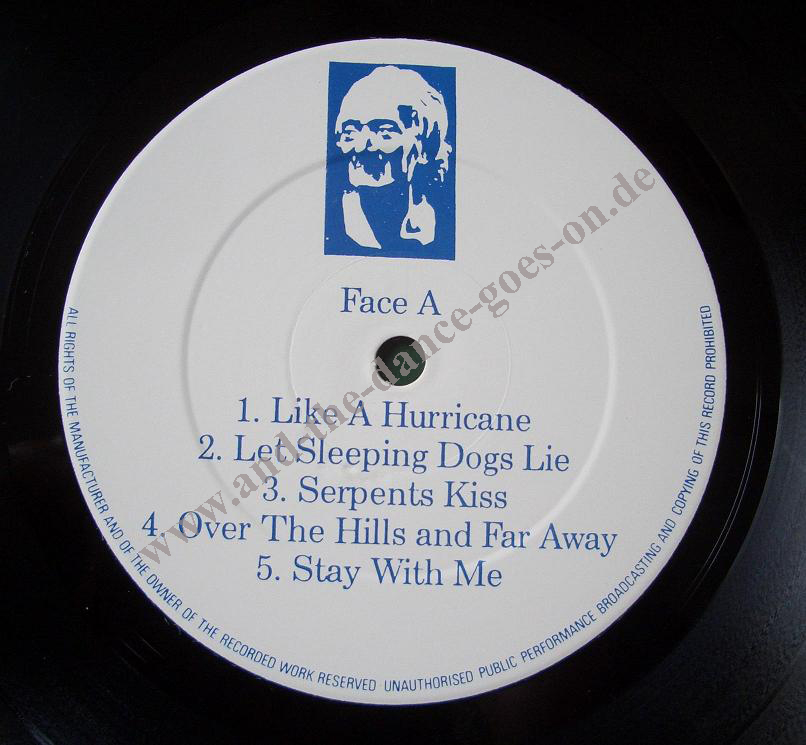 Face A
1. Like A Hurricane
2. Let Sleeping Dogs Lie
3. Serpents Kiss
4. Over The Hills and Far Away
5. Stay With Me
ALL RIGHTS OF THE MANUFACTURER AND OF THE OWNER OF THE RECORDED WORK RESERVED UNAUTHORISED PUBLIC PERFORMANCE BROADCASTING AND COPYING OF THIS RECORD PROHIBITED
www.and-the-dance-goes-on.de